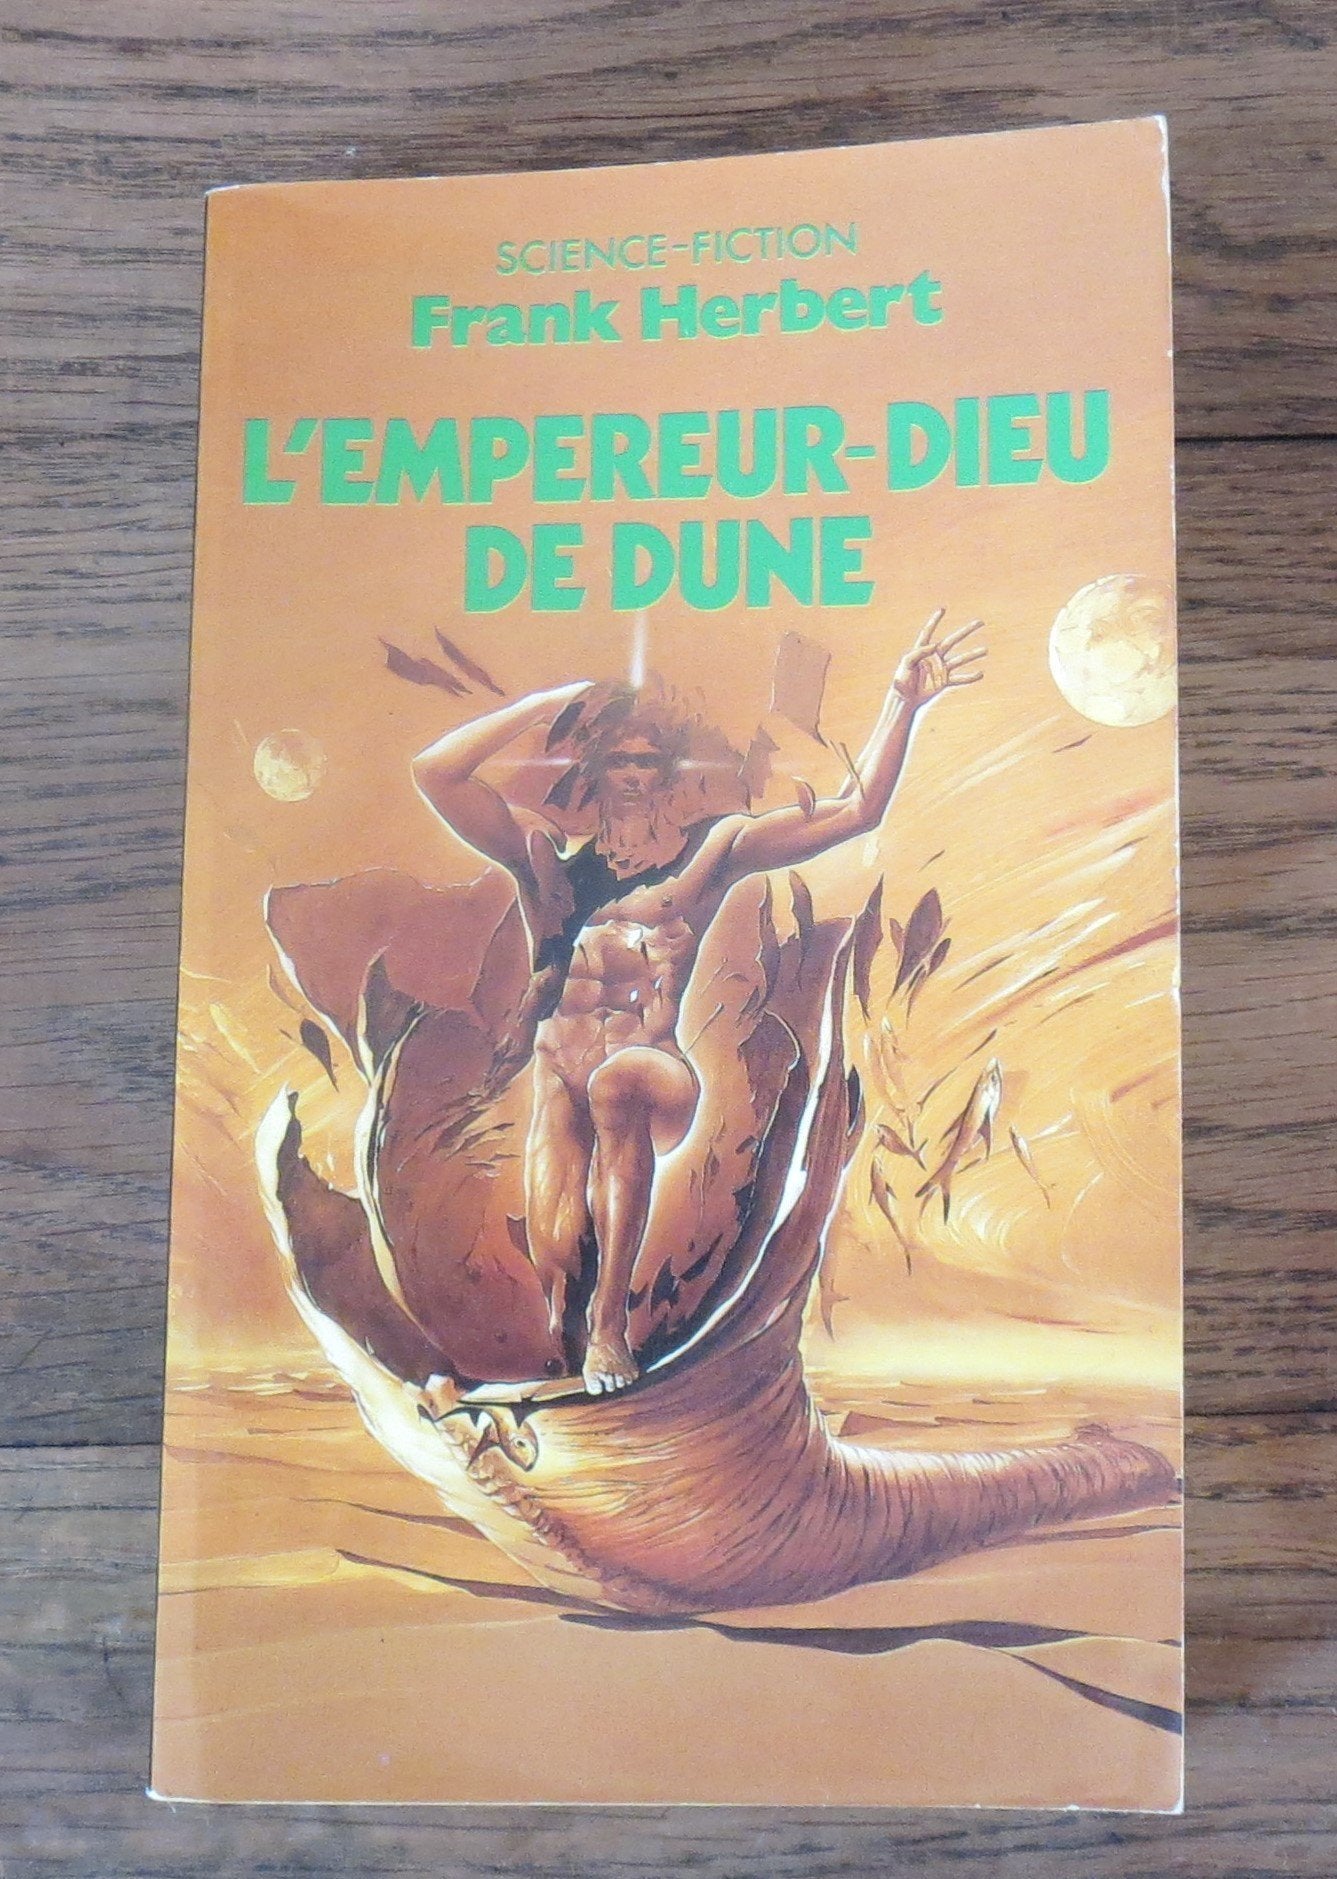 SCIENCE-FICTION
Frank Herbert
L'EMPEREUR-DIEU
DE DUNE